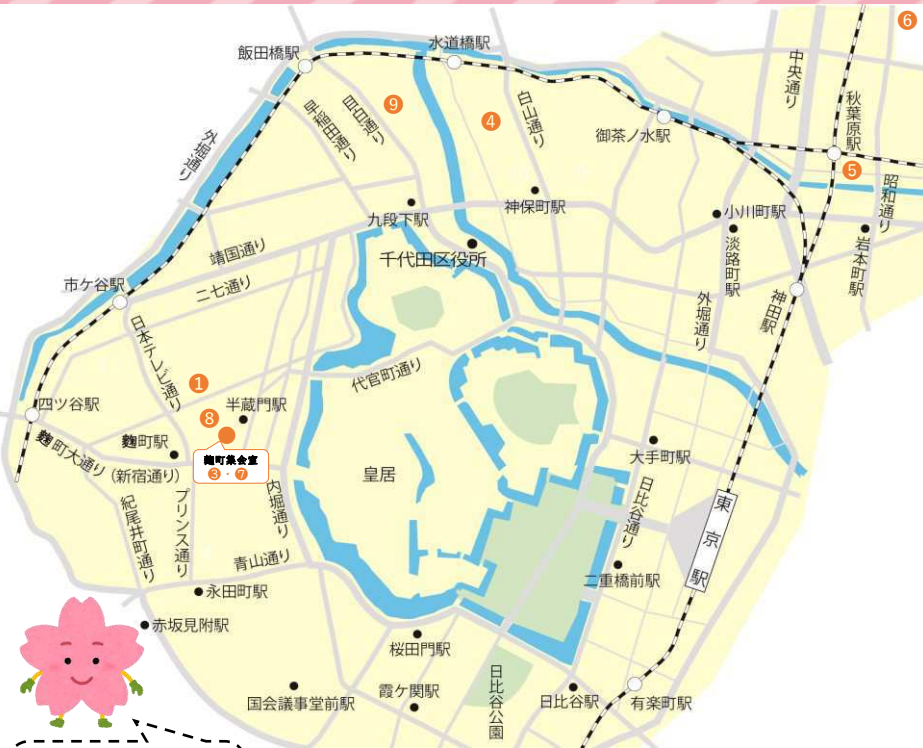 6
飯田橋駅
水道橋駅
中央通り
秋葉原駅
9
早稲田通り
目白通り
4
白山通り
御茶ノ水駅
外堀通り
5
昭和通り
九段下駅
神保町駅
小川町駅
千代田区役所
淡路町駅
岩本町駅
靖国通り
市ケ谷駅
二七通り
外堀通り
神田駅
日本テレビ通り
代官町通り
1
四ツ谷駅
8
半蔵門駅
麴町大通り
(新宿通り)
麴町駅
麴町集会室
3・7
皇居
大手町駅
内堀通り
日比谷通り
東京駅
紀尾井町通り
プリンス通り
青山通り
二重橋前駅
永田町駅
赤坂見附駅
桜田門駅
日比谷公園
国会議事堂前駅
霞ケ関駅
日比谷駅
有楽町駅